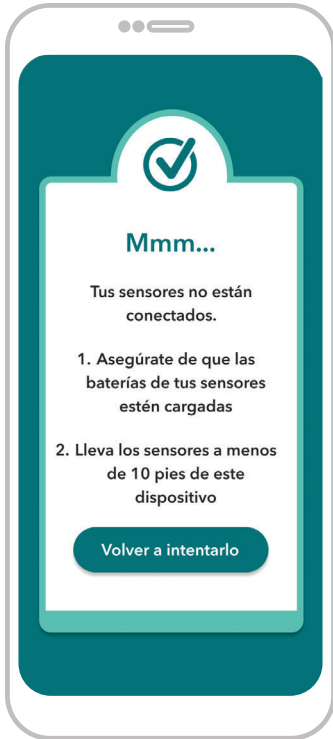 Mmm...
Tus sensores no están
conectados.
1. Asegúrate de que las
baterías de tus sensores
estén cargadas
2. Lleva los sensores a menos
de 10 pies de este
dispositivo
Volver a intentarlo